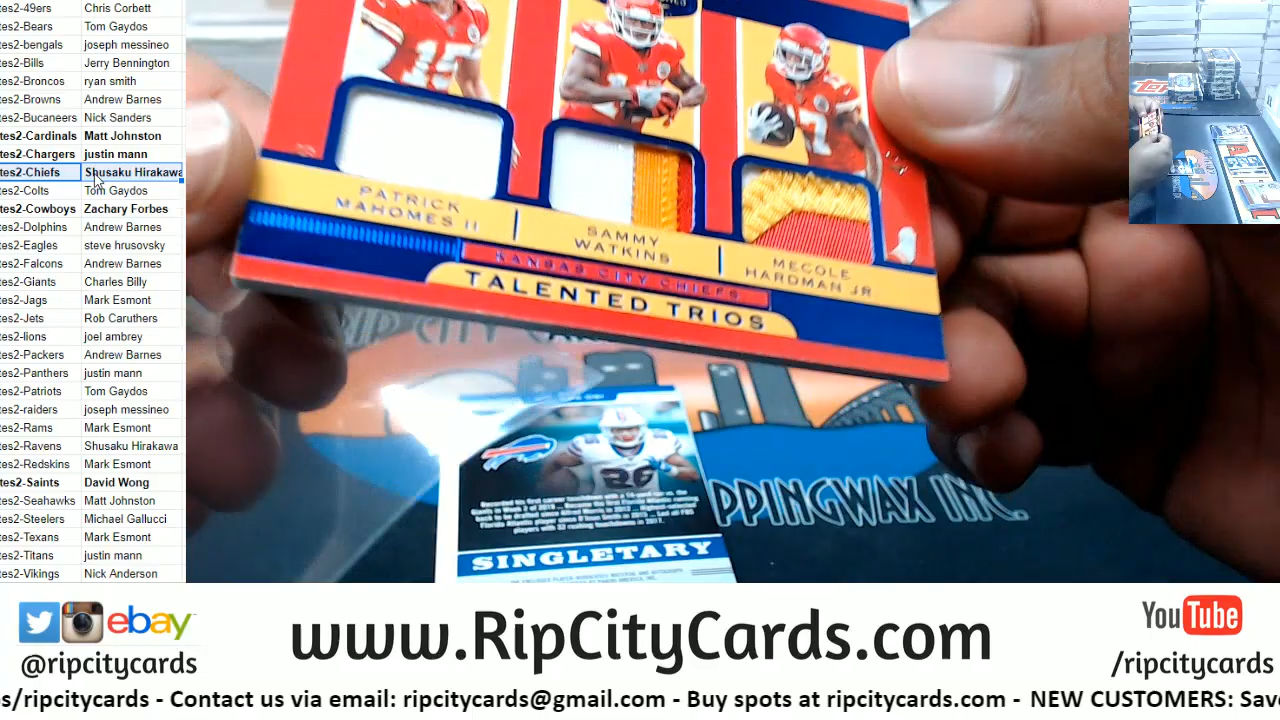 tes2-49ers Chris Corbett
tes2-Bears Tom Gaydos
tes2-bengals joseph messineo
tes2-Bills Jerry Bennington
tes2-Broncos ryan smith
tes2-Browns Andrew Barnes
tes2-Bucaneers Nick Sanders
tes2-Cardinals Matt Johnston
tes2-Chargers justin mann
tes2-Chiefs Shusaku Hirakawa
tes2-Colts Tom Gaydos
tes2-Cowboys Zachary Forbes
tes2-Dolphins Andrew Barnes
tes2-Eagles steve hrusovsky
tes2-Falcons Andrew Barnes
tes2-Giants Charles Billy
tes2-Jags Mark Esmont
tes2-Jets Rob Caruthers
tes2-lions joel ambrey
tes2-Packers Andrew Barnes
tes2-Panthers justin mann
tes2-Patriots Tom Gaydos
tes2-raiders joseph messineo
tes2-Rams Mark Esmont
tes2-Ravens Shusaku Hirakawa
tes2-Redskins Mark Esmont
tes2-Saints David Wong
tes2-Seahawks Matt Johnston
tes2-Steelers Michael Gallucci
tes2-Texans Mark Esmont
tes2-Titans justin mann
tes2-Vikings Nick Anderson
PATRICK
MAHOMES II
SAMMY
WATKINS
MECOLE
HARDMAN JR
KANSAS CITY CHIEFS
TALENTED TRIOS
RIP CITY
PPINGWAX INC.
SINGLETARY
ebay
@ripcitycards
www.RipCityCards.com
YouTube
/ripcitycards
s/ripcitycards - Contact us via email: ripcitycards@gmail.com - Buy spots at ripcitycards.com - NEW CUSTOMERS: Save